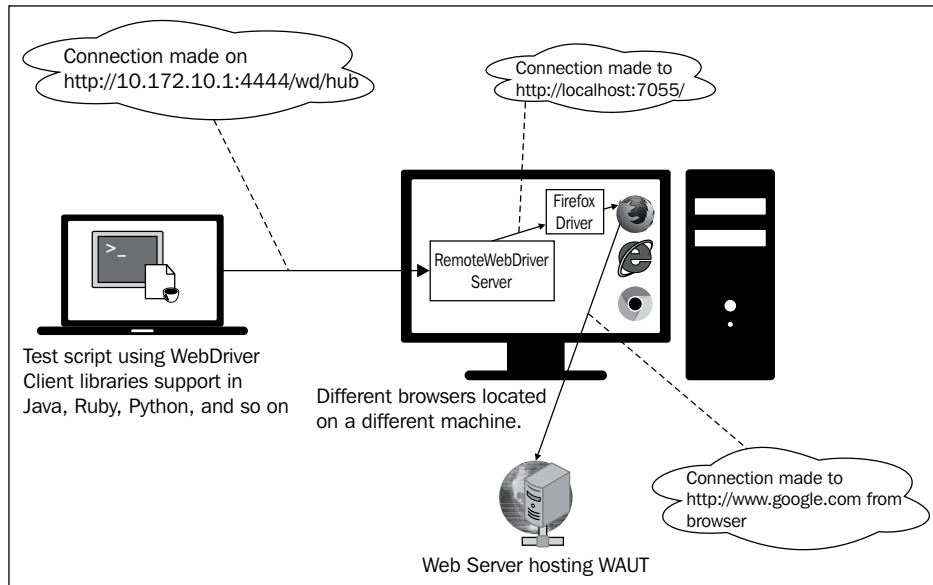 Connection made on
http://10.172.10.1:4444/wd/hub
Connection made to
http://localhost:7055/
Firefox
Driver
RemoteWebDriver
Server
>_
Test script using WebDriver
Client libraries support in
Java, Ruby, Python, and so on
Different browsers located
on a different machine.
Connection made to
http://www.google.com from
browser
Web Server hosting WAUT